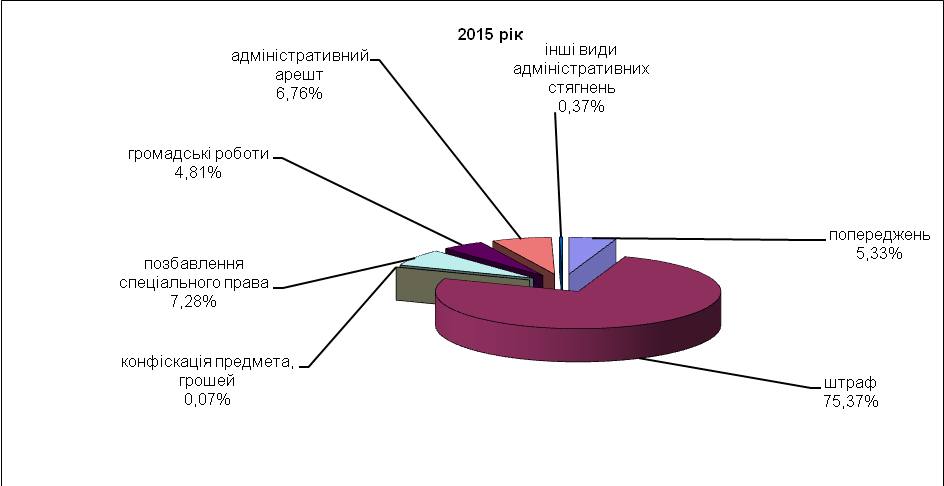 2015 рік
адміністративний
арешт
6,76%
інші види
адміністративних
стягнень
0,37%
громадські роботи
4,81%
попереджень
5,33%
позбавлення
спеціального права
7,28%
конфіскація предмета,
грошей
0,07%
штраф
75,37%